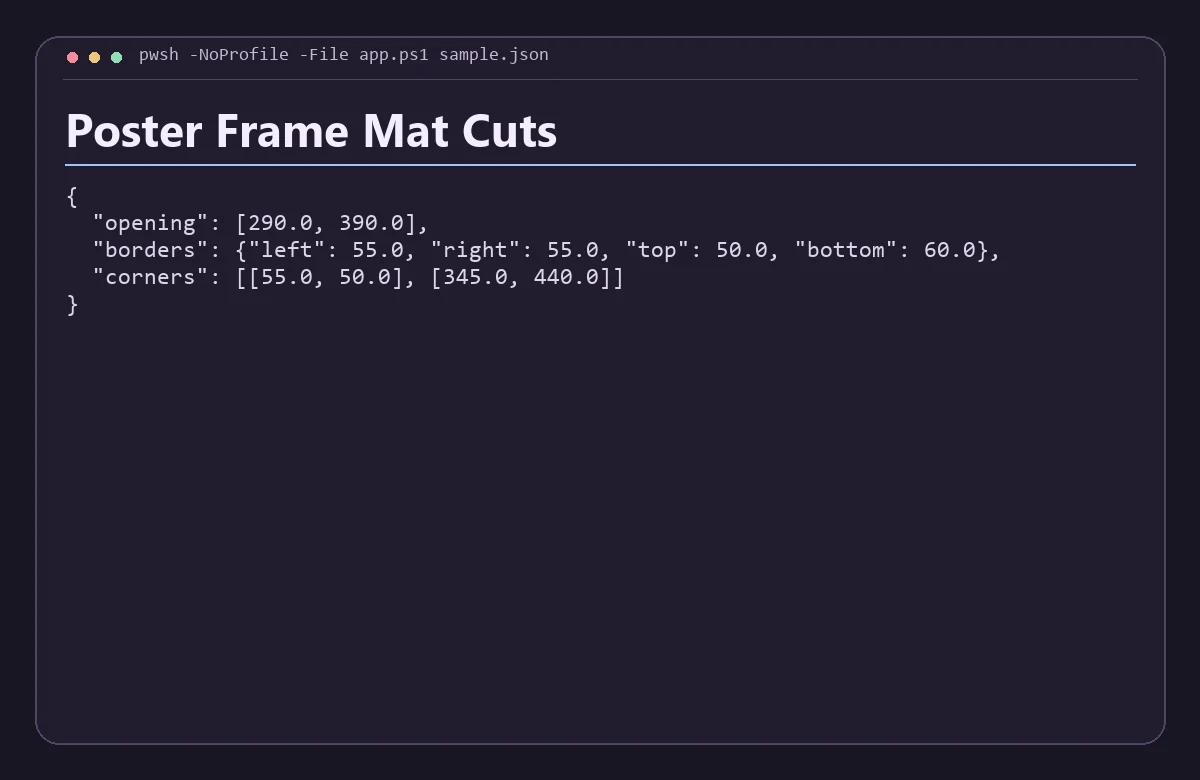 pwsh -NoProfile -File app.ps1 sample.json
Poster Frame Mat Cuts
{
  "opening": [290.0, 390.0],
  "borders": {"left": 55.0, "right": 55.0, "top": 50.0, "bottom": 60.0},
  "corners": [[55.0, 50.0], [345.0, 440.0]]
}